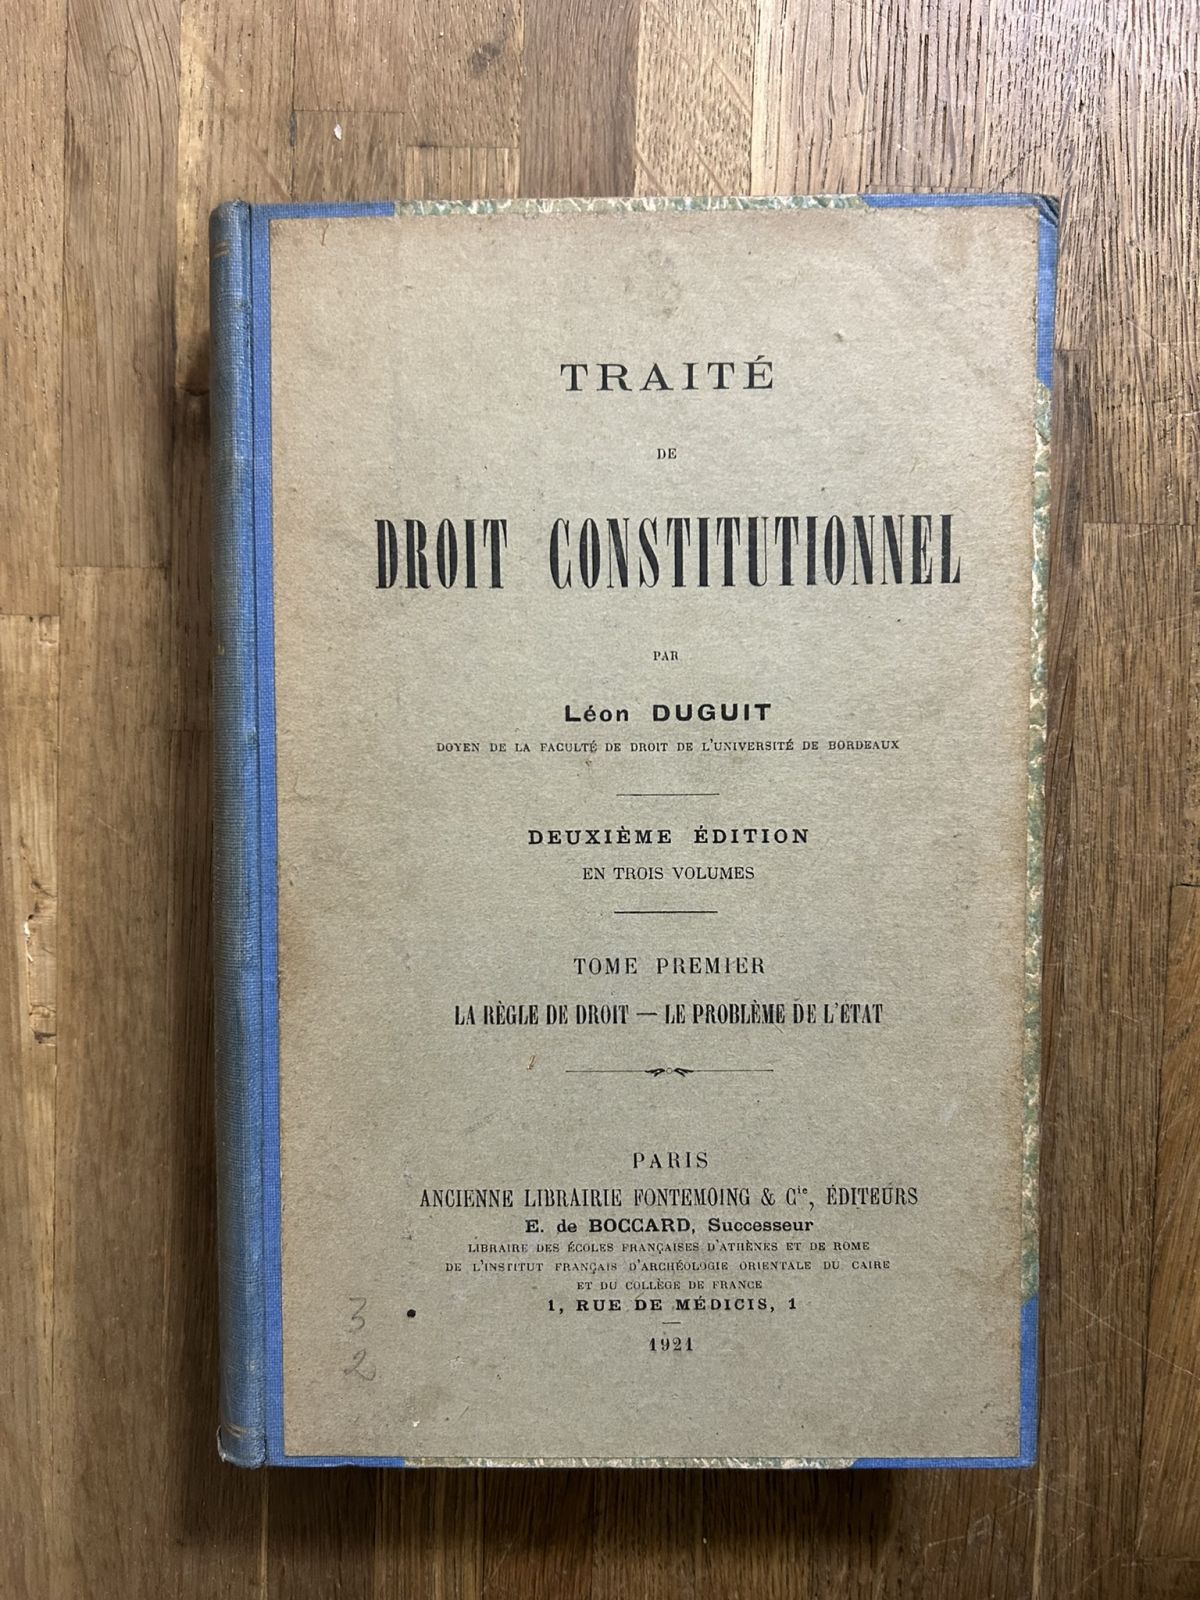 TRAITÉ
DE
DROIT CONSTITUTIONNEL
PAR
Léon DUGUIT
DOYEN DE LA FACULTÉ DE DROIT DE L'UNIVERSITÉ DE BORDEAUX
DEUXIÈME ÉDITION
EN TROIS VOLUMES
TOME PREMIER
LA RÈGLE DE DROIT — LE PROBLÈME DE L'ÉTAT
PARIS
ANCIENNE LIBRAIRIE FONTEMOING & Cie, ÉDITEURS
E. de BOCCARD, Successeur
LIBRAIRE DES ÉCOLES FRANÇAISES D'ATHÈNES ET DE ROME
DE L'INSTITUT FRANÇAIS D'ARCHÉOLOGIE ORIENTALE DU CAIRE
ET DU COLLÈGE DE FRANCE
1, RUE DE MÉDICIS, 1
1921
3
2